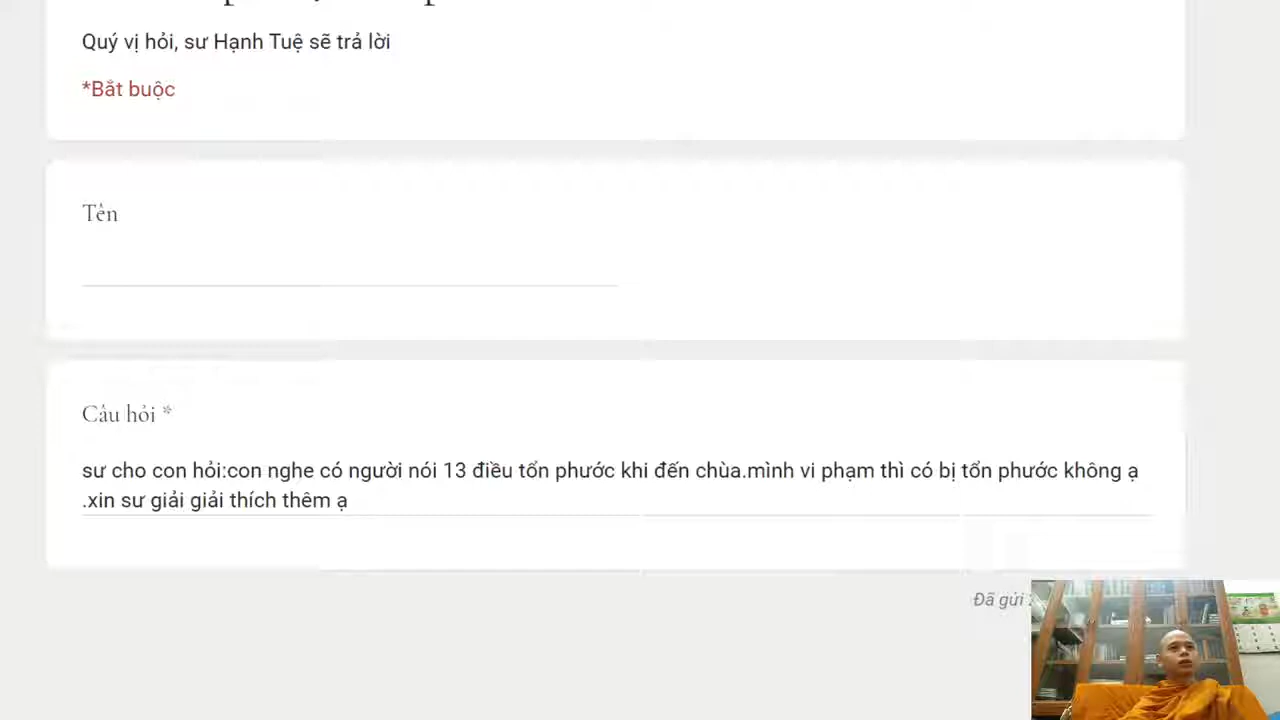 Quý vị hỏi, sư Hạnh Tuệ sẽ trả lời
*Bắt buộc
Tên
Câu hỏi *
sư cho con hỏi:con nghe có người nói 13 điều tổn phước khi đến chùa.mình vi phạm thì có bị tổn phước không ạ
.xin sư giải giải thích thêm ạ
Đã gửi